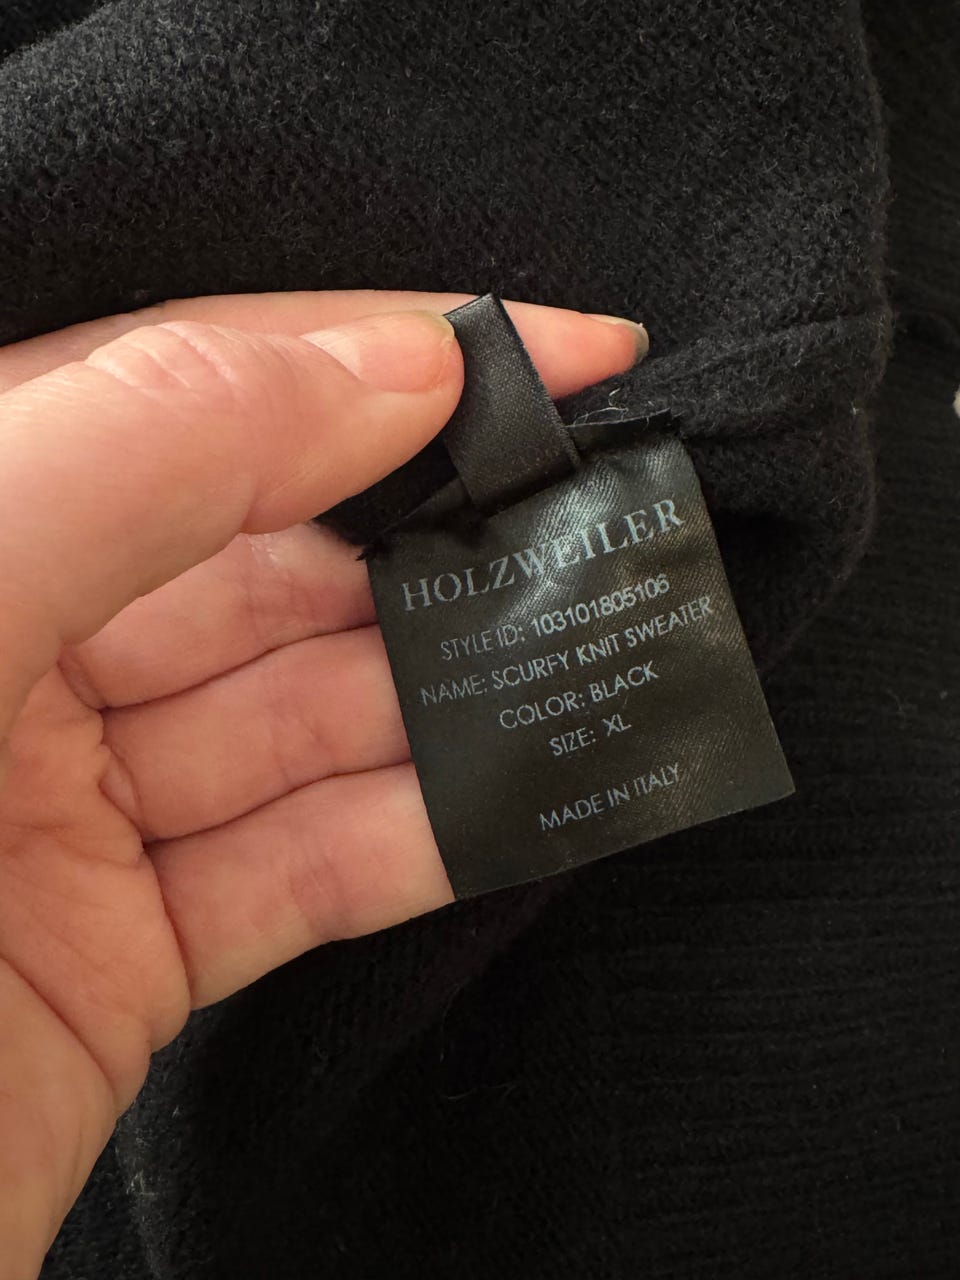 HOLZWEILER
STYLE ID: 103101805106
NAME: SCURFY KNIT SWEATER
COLOR: BLACK
SIZE: XL
MADE IN ITALY